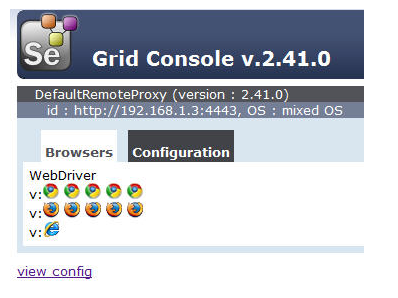 Se
Grid Console v.2.41.0
DefaultRemoteProxy (version : 2.41.0)
id : http://192.168.1.3:4443, OS : mixed OS
Browsers Configuration
WebDriver
v:
v:
v:
view config